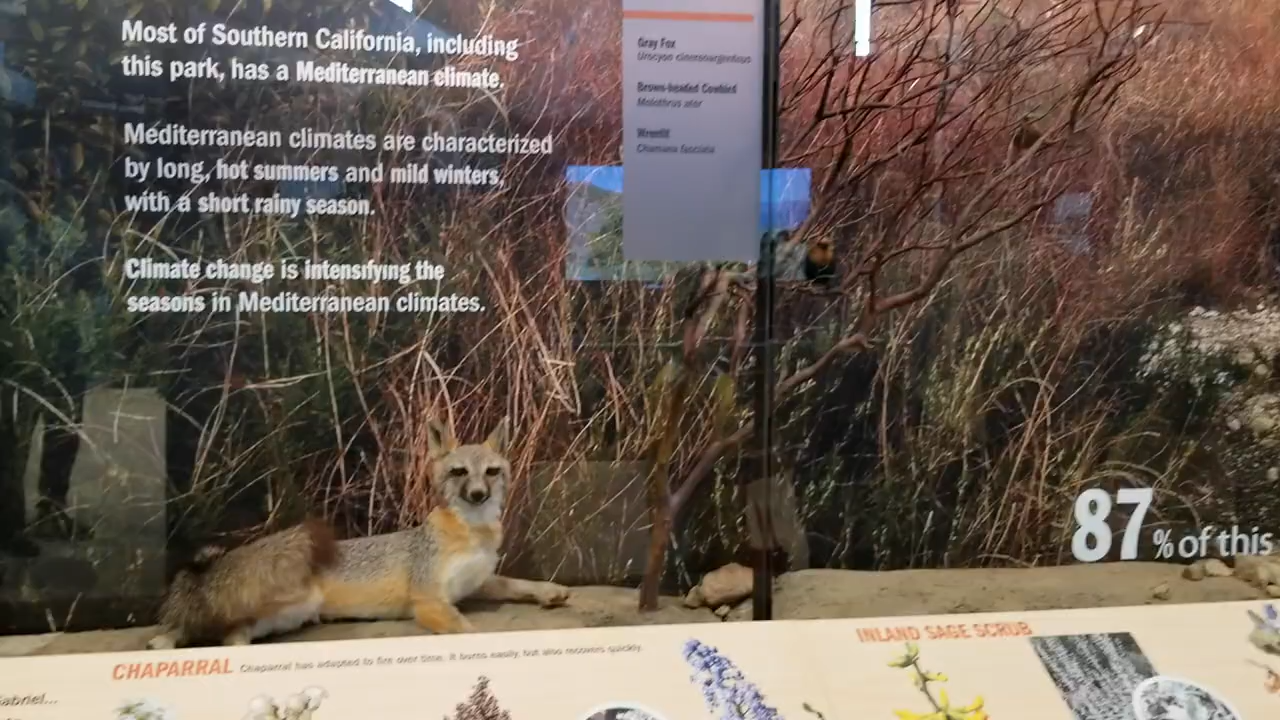 Most of Southern California, including
this park, has a Mediterranean climate.
Mediterranean climates are characterized
by long, hot summers and mild winters,
with a short rainy season.
Climate change is intensifying the
seasons in Mediterranean climates.
Gray Fox
Urocyon cinereoargenteus
Brown-headed Cowbird
Molothrus ater
Wrentit
Chamaea fasciata
87% of this
CHAPARRAL Chaparral has adapted to fire over time. It burns easily, but also recovers quickly.
INLAND SAGE SCRUB
abriel...